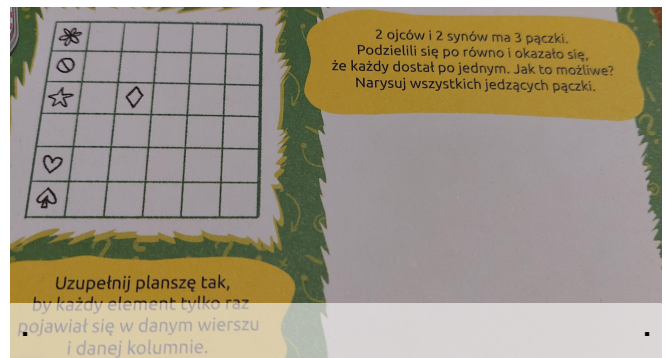 2 ojców i 2 synów ma 3 pączki.
Podzielili się po równo i okazało się,
że każdy dostał po jednym. Jak to możliwe?
Narysuj wszystkich jedzących pączki.
Uzupełnij planszę tak,
by każdy element tylko raz
pojawiał się w danym wierszu
i danej kolumnie.